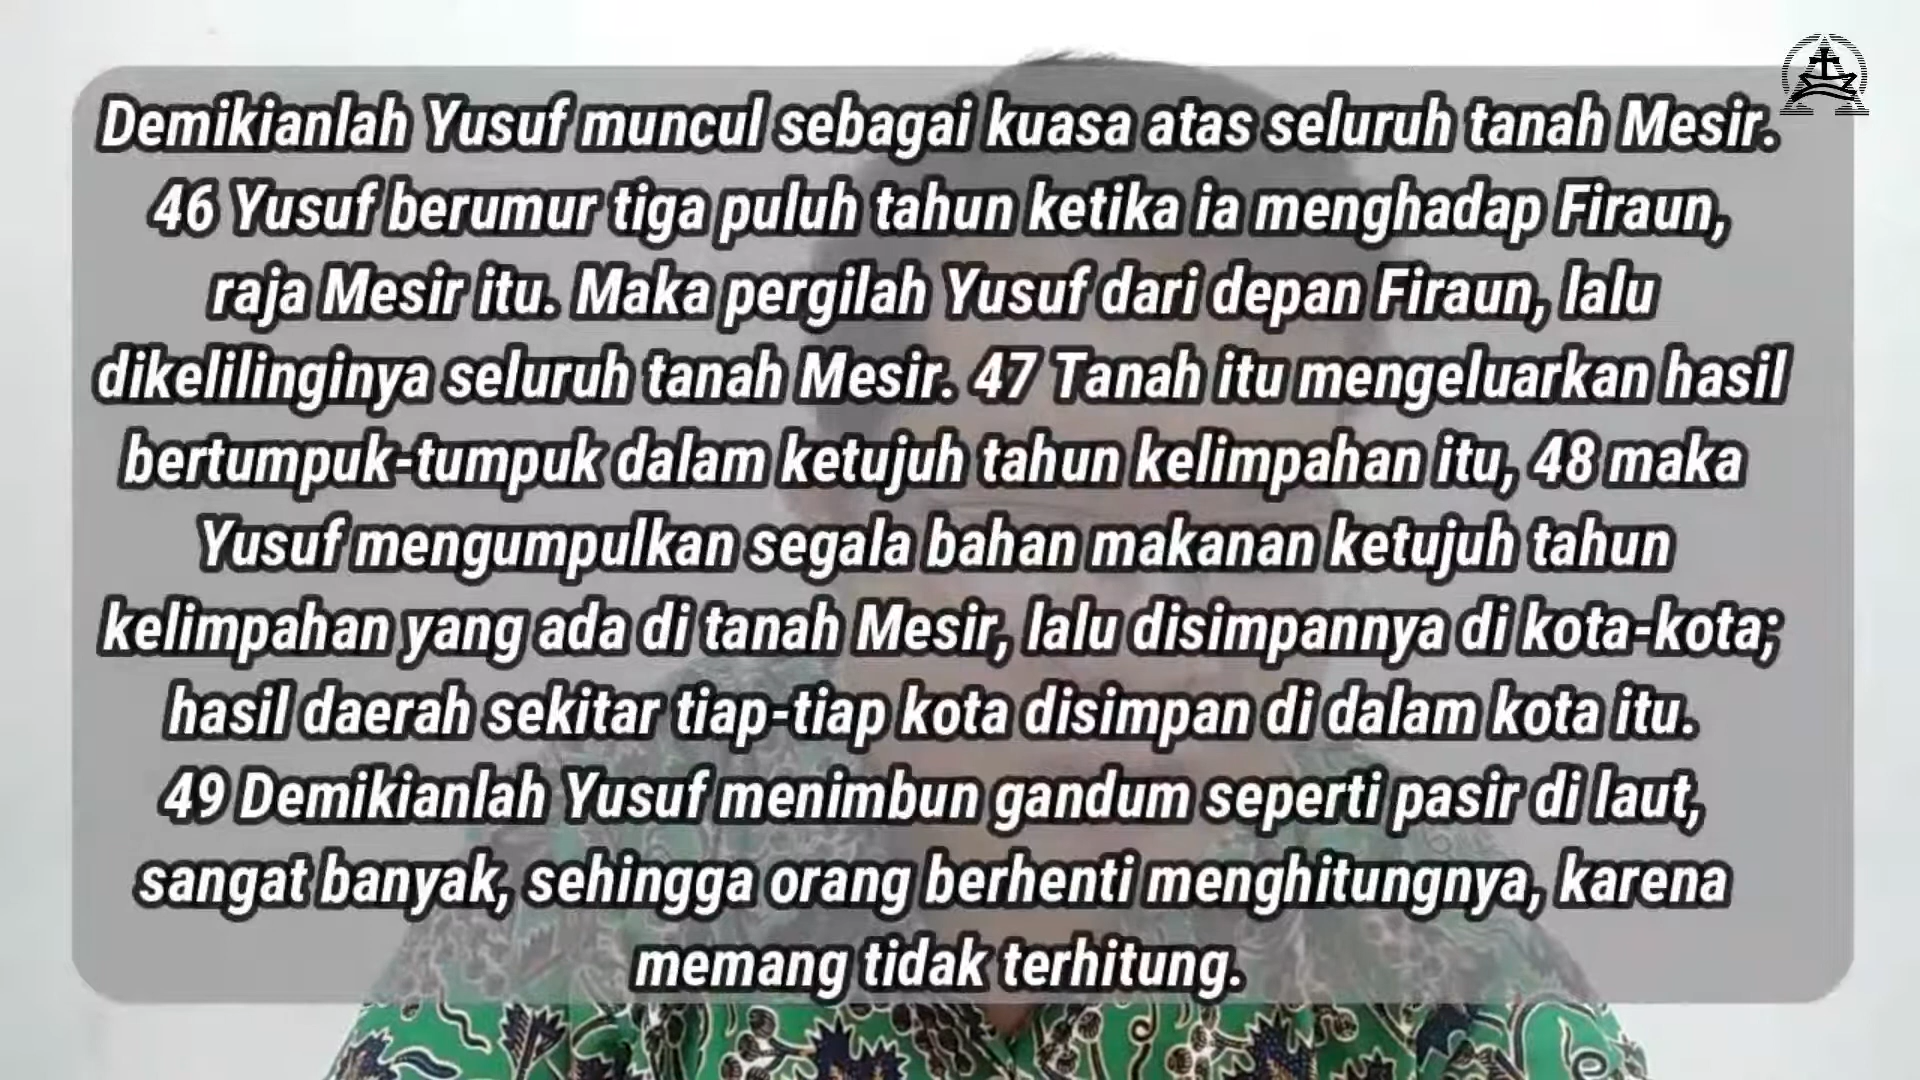 Demikianlah Yusuf muncul sebagai kuasa atas seluruh tanah Mesir.
46 Yusuf berumur tiga puluh tahun ketika ia menghadap Firaun,
raja Mesir itu. Maka pergilah Yusuf dari depan Firaun, lalu
dikelilinginya seluruh tanah Mesir. 47 Tanah itu mengeluarkan hasil
bertumpuk-tumpuk dalam ketujuh tahun kelimpahan itu, 48 maka
Yusuf mengumpulkan segala bahan makanan ketujuh tahun
kelimpahan yang ada di tanah Mesir, lalu disimpannya di kota-kota;
hasil daerah sekitar tiap-tiap kota disimpan di dalam kota itu.
49 Demikianlah Yusuf menimbun gandum seperti pasir di laut,
sangat banyak, sehingga orang berhenti menghitungnya, karena
memang tidak terhitung.